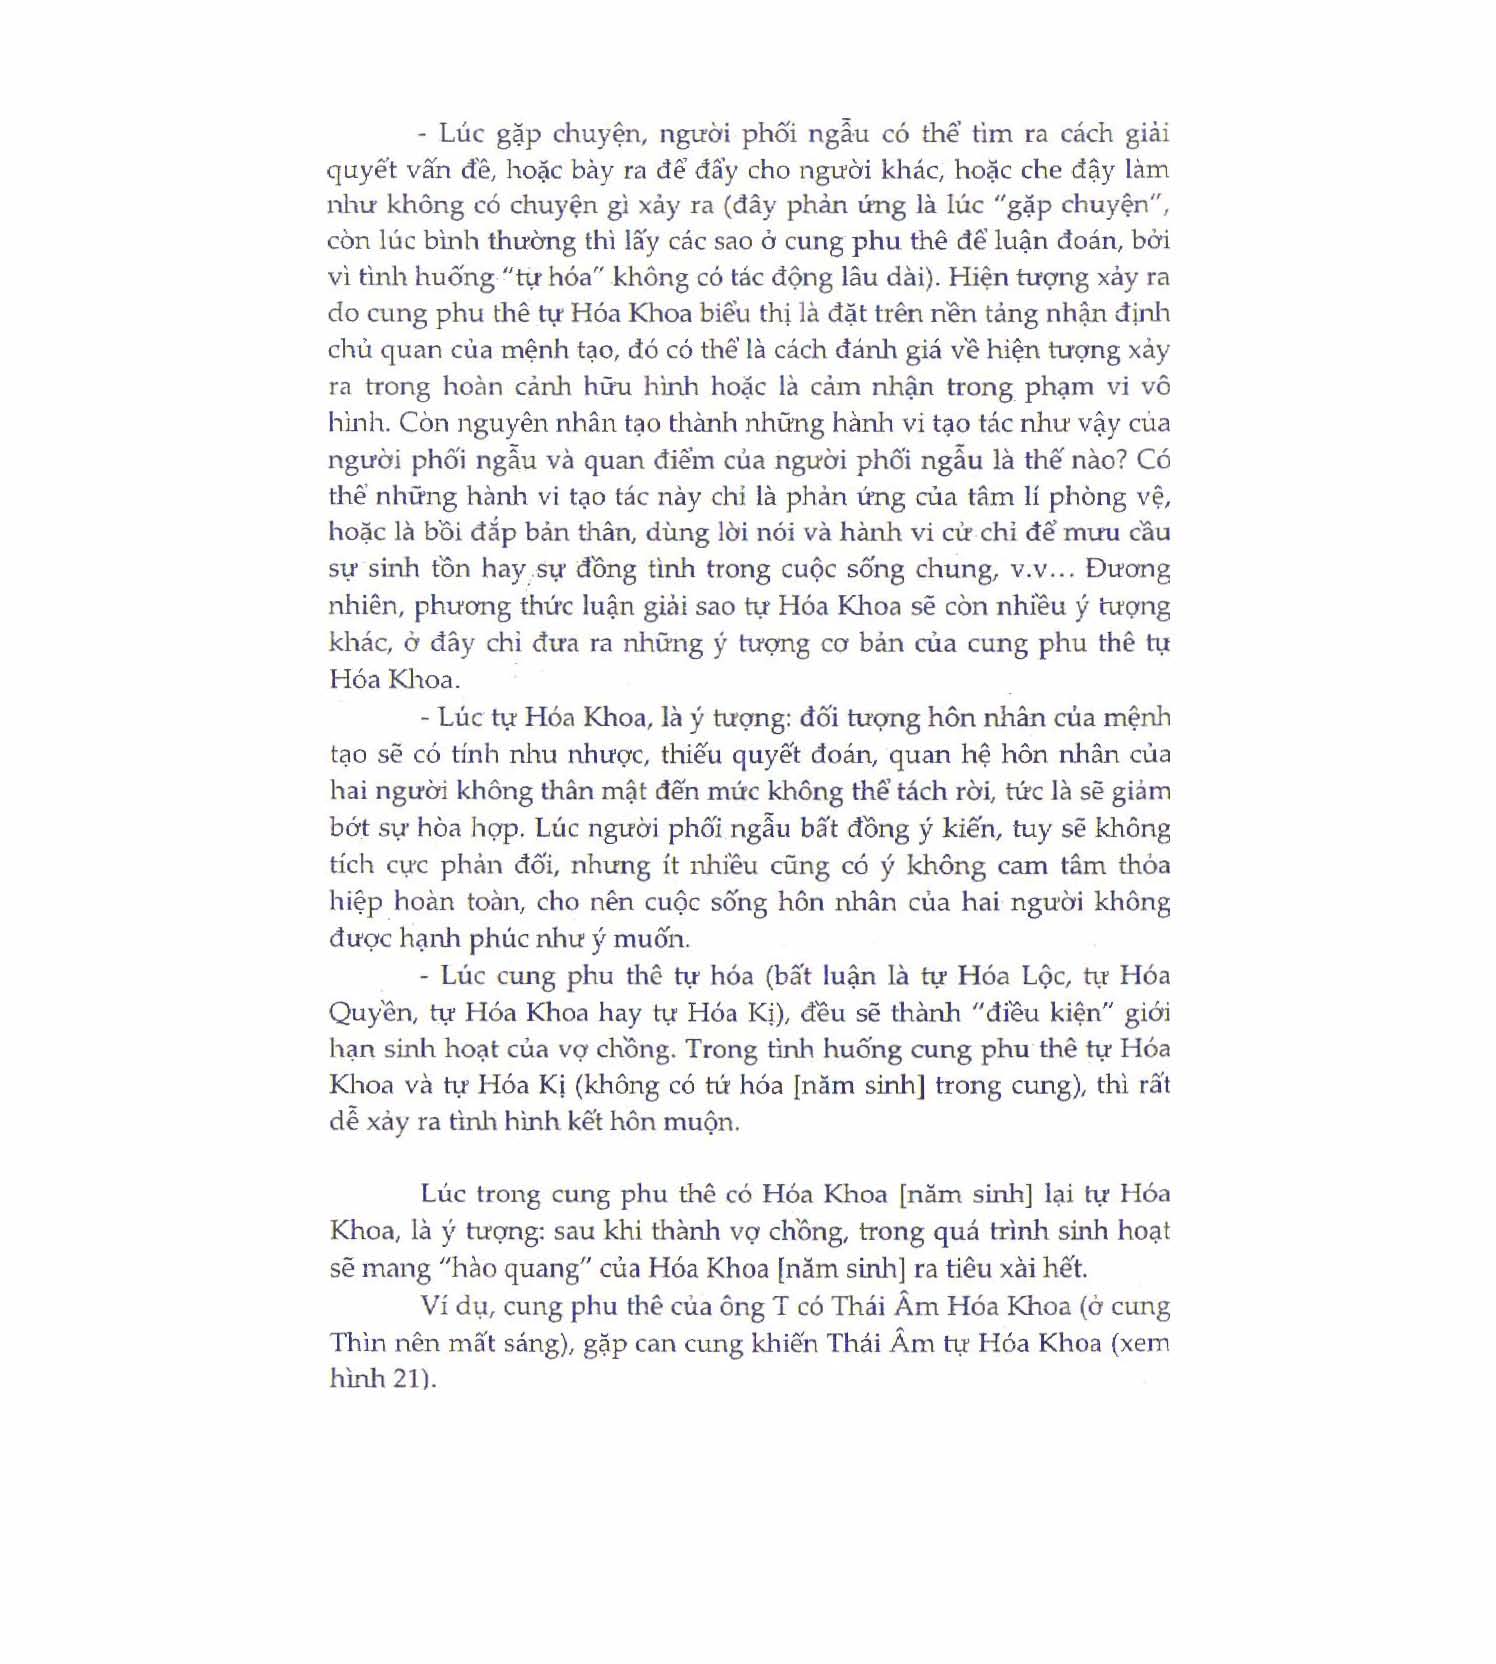 - Lúc gặp chuyện, người phối ngẫu có thể tìm ra cách giải
quyết vấn đề, hoặc bày ra để đẩy cho người khác, hoặc che đậy làm
như không có chuyện gì xảy ra (đây phản ứng là lúc "gặp chuyện",
còn lúc bình thường thì lấy các sao ở cung phu thê để luận đoán, bởi
vì tình huống "tự hóa" không có tác động lâu dài). Hiện tượng xảy ra
do cung phu thê tự Hóa Khoa biểu thị là đặt trên nền tảng nhận định
chủ quan của mệnh tạo, đó có thể là cách đánh giá về hiện tượng xảy
ra trong hoàn cảnh hữu hình hoặc là cảm nhận trong phạm vi vô
hình. Còn nguyên nhân tạo thành những hành vi tạo tác như vậy của
người phối ngẫu và quan điểm của người phối ngẫu là thế nào? Có
thể những hành vi tạo tác này chỉ là phản ứng của tâm lí phòng vệ,
hoặc là bồi đắp bản thân, dùng lời nói và hành vi cử chỉ để mưu cầu
sự sinh tồn hay sự đồng tình trong cuộc sống chung, v.v... Đương
nhiên, phương thức luận giải sao tự Hóa Khoa sẽ còn nhiều ý tượng
khác, ở đây chỉ đưa ra những ý tượng cơ bản của cung phu thê tự
Hóa Khoa.
- Lúc tự Hóa Khoa, là ý tượng: đối tượng hôn nhân của mệnh
tạo sẽ có tính nhu nhược, thiếu quyết đoán, quan hệ hôn nhân của
hai người không thân mật đến mức không thể tách rời, tức là sẽ giảm
bớt sự hòa hợp. Lúc người phối ngẫu bất đồng ý kiến, tuy sẽ không
tích cực phản đối, nhưng ít nhiều cũng có ý không cam tâm thỏa
hiệp hoàn toàn, cho nên cuộc sống hôn nhân của hai người không
được hạnh phúc như ý muốn.
- Lúc cung phu thê tự hóa (bất luận là tự Hóa Lộc, tự Hóa
Quyền, tự Hóa Khoa hay tự Hóa Kị), đều sẽ thành "điều kiện" giới
hạn sinh hoạt của vợ chồng. Trong tình huống cung phu thê tự Hóa
Khoa và tự Hóa Kị (không có tứ hóa [năm sinh] trong cung), thì rất
dễ xảy ra tình hình kết hôn muộn.
Lúc trong cung phu thê có Hóa Khoa [năm sinh] lại tự Hóa
Khoa, là ý tượng: sau khi thành vợ chồng, trong quá trình sinh hoạt
sẽ mang "hào quang" của Hóa Khoa [năm sinh] ra tiêu xài hết.
Ví dụ, cung phu thê của ông T có Thái Âm Hóa Khoa (ở cung
Thìn nên mất sáng), gặp can cung khiến Thái Âm tự Hóa Khoa (xem
hình 21).